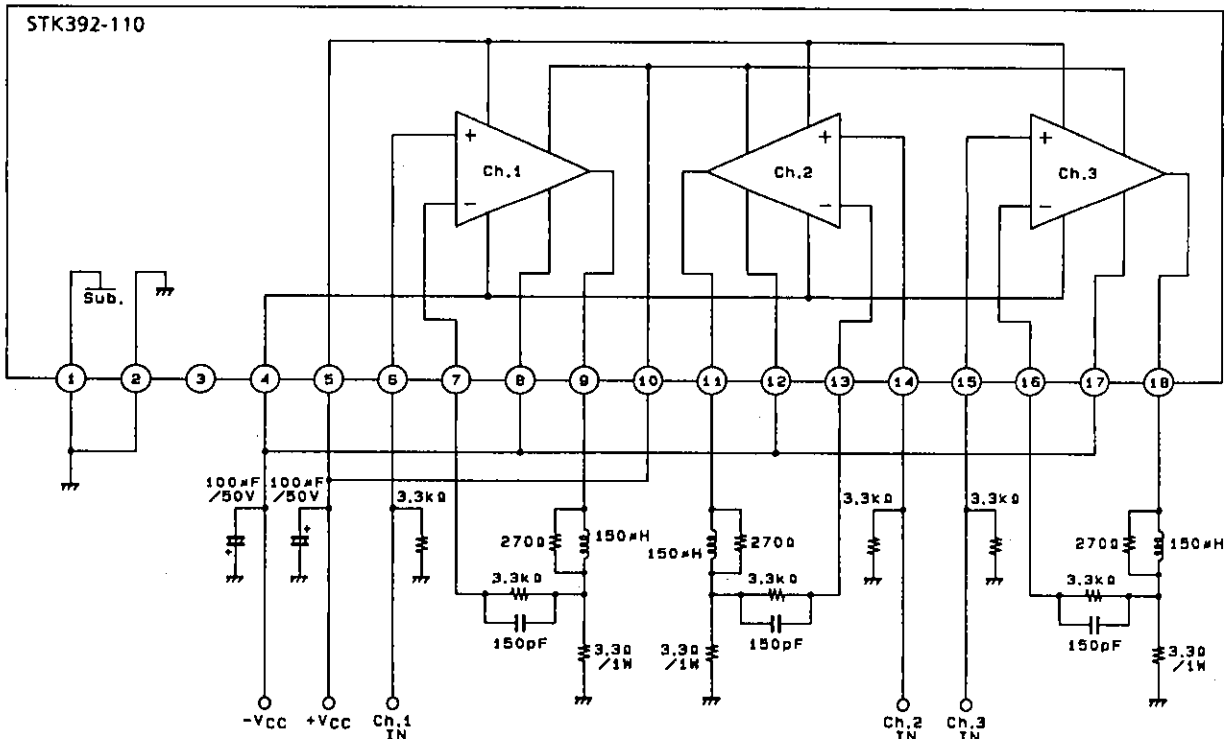 STK392-110
+
Ch.1
−
+
Ch.2
−
+
Ch.3
−
Sub.
1 2 3 4 5 6 7 8 9 10 11 12 13 14 15 16 17 18
100μF
/50V
100μF
/50V
3.3kΩ
3.3kΩ
3.3kΩ
+
+
270Ω
150μH
150μH
270Ω
270Ω
150μH
3.3kΩ
3.3kΩ
3.3kΩ
150pF
150pF
150pF
3.3Ω
/1W
3.3Ω
/1W
3.3Ω
/1W
-VCC
+VCC
Ch.1
IN
Ch.2
IN
Ch.3
IN